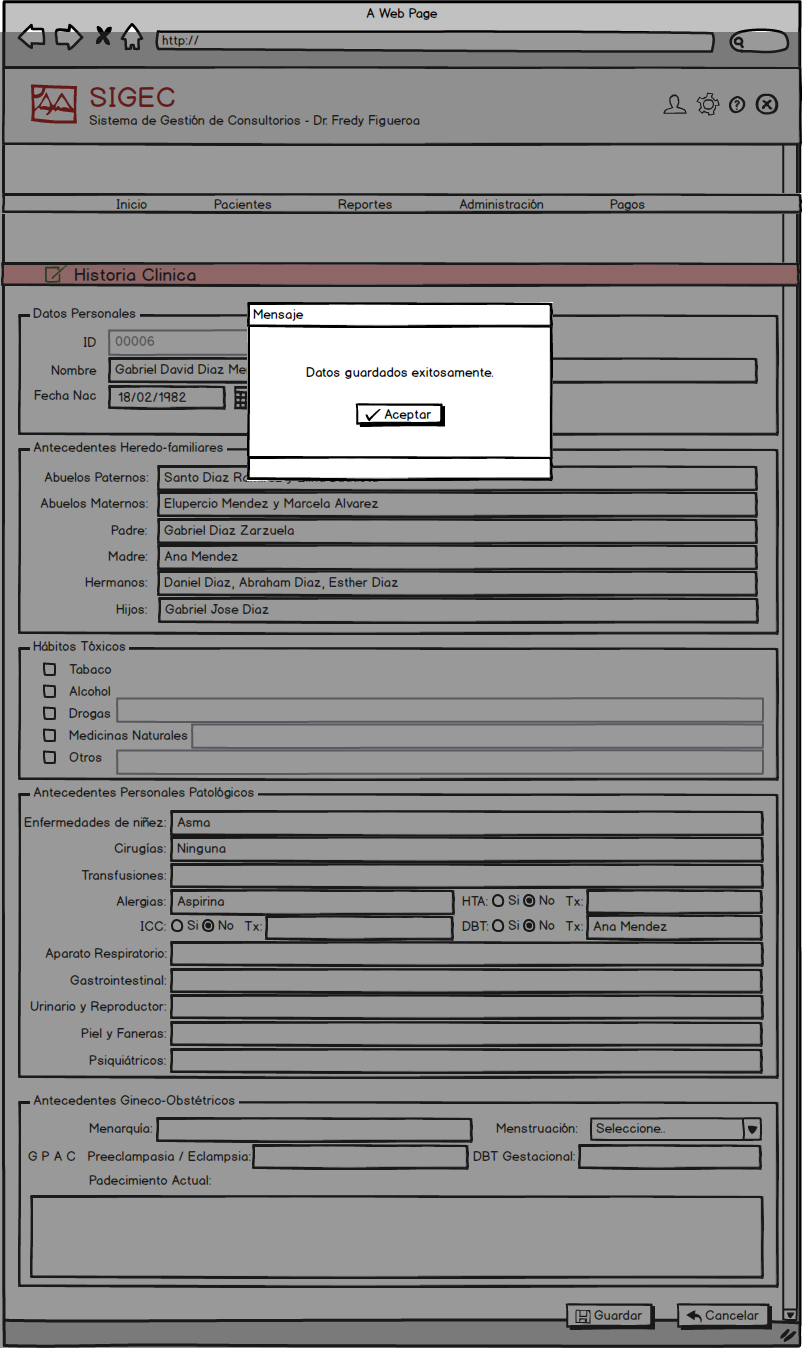 A Web Page
http://
SIGEC
Sistema de Gestión de Consultorios - Dr. Fredy Figueroa
Inicio Pacientes Reportes Administración Pagos
Historia Clinica
Datos Personales
ID 00006
Nombre Gabriel David Diaz
Fecha Nac 18/02/1982
Mensaje
Datos guardados exitosamente.
Aceptar
Antecedentes Heredo-familiares
Abuelos Paternos: Santo Diaz
Abuelos Maternos: Elupercio Mendez y Marcela Alvarez
Padre: Gabriel Diaz Zarzuela
Madre: Ana Mendez
Hermanos: Daniel Diaz, Abraham Diaz, Esther Diaz
Hijos: Gabriel Jose Diaz
Hábitos Tóxicos
Tabaco
Alcohol
Drogas
Medicinas Naturales
Otros
Antecedentes Personales Patológicos
Enfermedades de niñez: Asma
Cirugías: Ninguna
Transfusiones:
Alergias: Aspirina HTA: Si No Tx:
ICC: Si No Tx: DBT: Si No Tx: Ana Mendez
Aparato Respiratorio:
Gastrointestinal:
Urinario y Reproductor:
Piel y Faneras:
Psiquiátricos:
Antecedentes Gineco-Obstétricos
Menarquía: Menstruación: Seleccione..
G P A C Preeclampasia / Eclampsia: DBT Gestacional:
Padecimiento Actual:
Guardar Cancelar